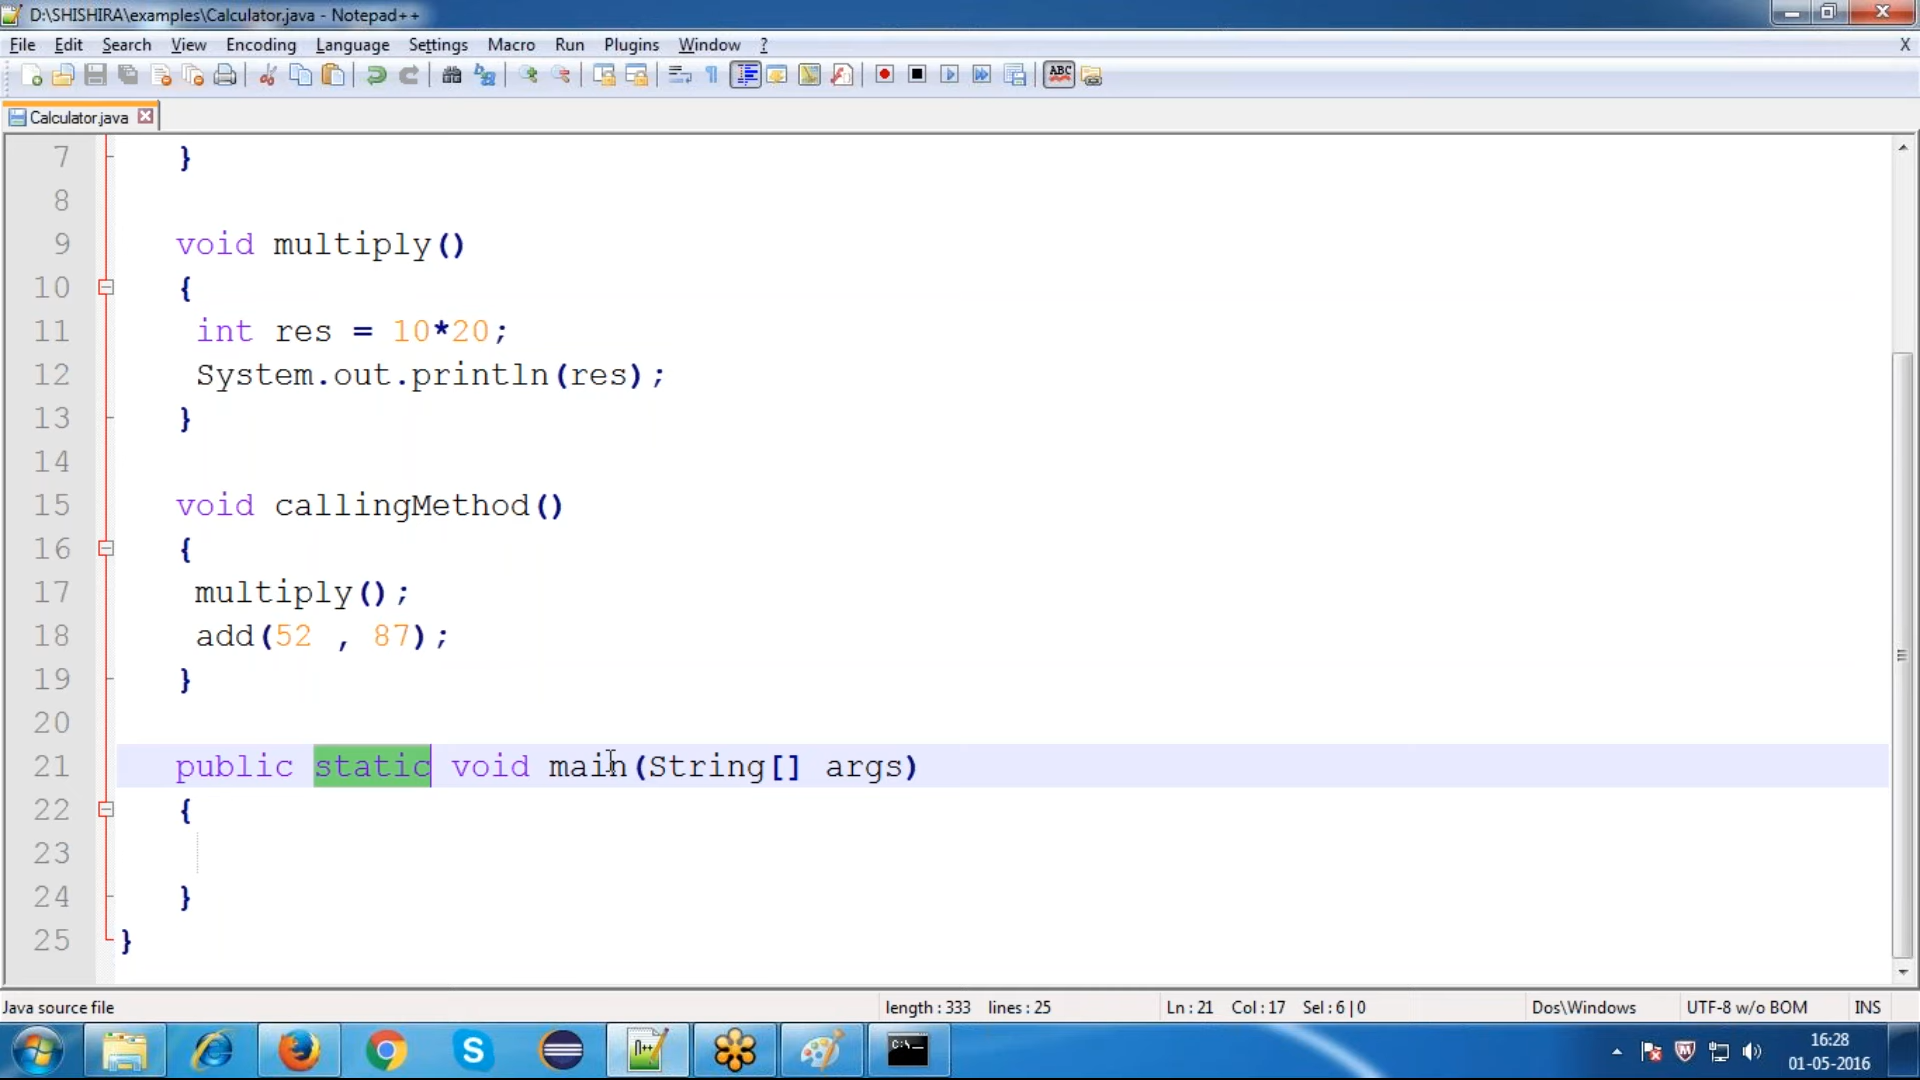 D:\SHISHIRA\examples\Calculator.java - Notepad++
File Edit Search View Encoding Language Settings Macro Run Plugins Window ? X
ABC
Calculator.java
7 }
8
9 void multiply()
10 {
11 int res = 10*20;
12 System.out.println(res);
13 }
14
15 void callingMethod()
16 {
17 multiply();
18 add(52 , 87);
19 }
20
21 public static void main(String[] args)
22 {
23
24 }
25 }
Java source file length : 333 lines : 25 Ln : 21 Col : 17 Sel : 6 | 0 Dos\Windows UTF-8 w/o BOM INS
16:28
01-05-2016